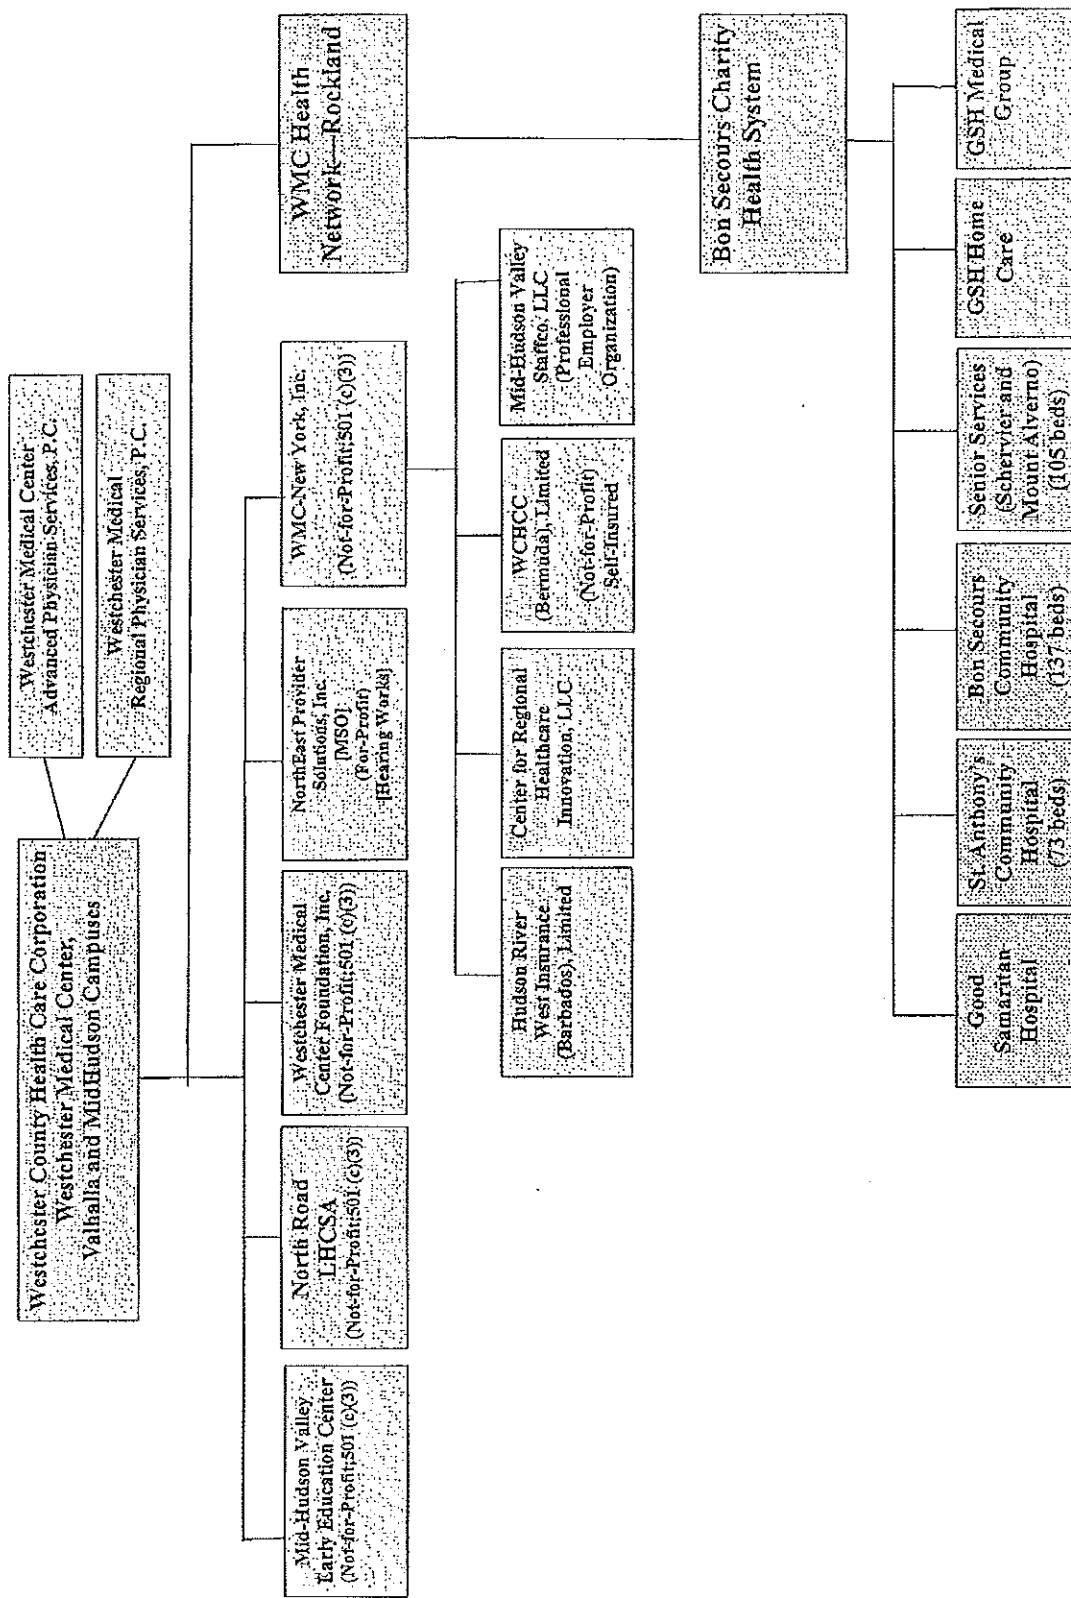 Westchester County Health Care Corporation
Westchester Medical Center,
Valhalla and MidHudson Campuses
Westchester Medical Center
Advanced Physician Services, P.C.
Westchester Medical
Regional Physician Services, P.C.
Mid-Hudson Valley
Early Education Center
(Not-for-Profit;501 (c)(3))
North Road
LHCSA
(Not-for-Profit;501 (c)(3))
Westchester Medical
Center Foundation, Inc.
(Not-for-Profit;501 (c)(3))
NorthEast Provider
Solutions, Inc.
[MSO]
(For-Profit)
[Hearing Works]
WMC-New York, Inc.
(Not-for-Profit;501 (c)(3))
WMC Health
Network—Rockland
Hudson River
West Insurance
(Barbados), Limited
Center for Regional
Healthcare
Innovation, LLC
WCHCC
(Bermuda), Limited
(Not-for-Profit)
Self-Insured
Mid-Hudson Valley
Staffco, LLC
(Professional
Employer
Organization)
Bon Secours Charity
Health System
Good
Samaritan
Hospital
St. Anthony's
Community
Hospital
(73 beds)
Bon Secours
Community
Hospital
(137 beds)
Senior Services
(Schervier and
Mount Alverno)
(105 beds)
GSH Home
Care
GSH Medical
Group